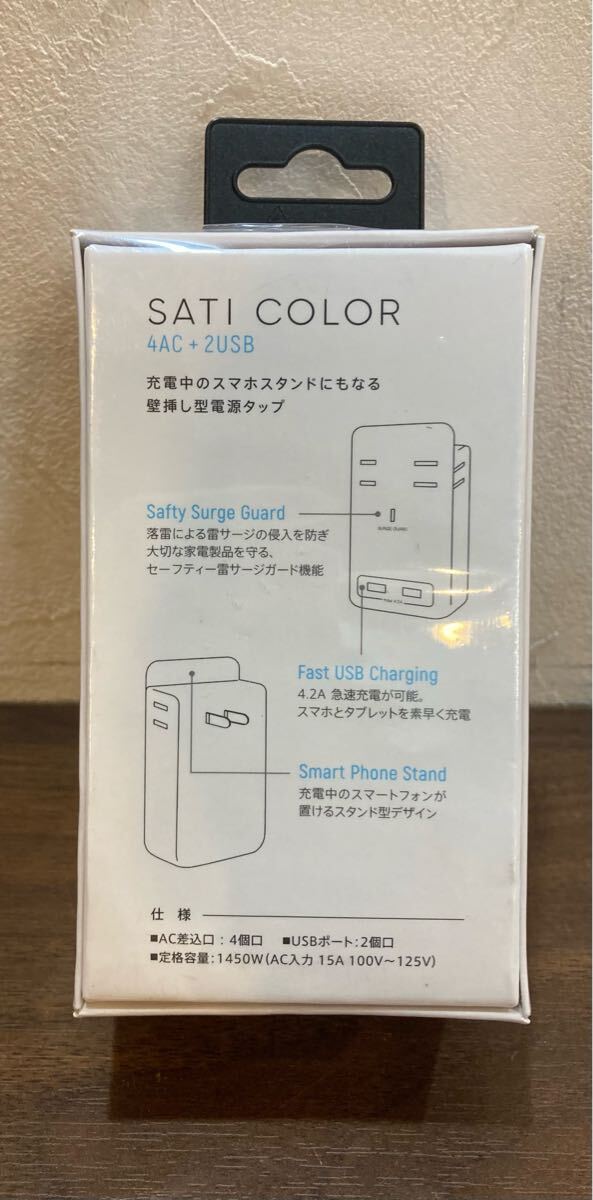 SATI COLOR
4AC + 2USB
充電中のスマホスタンドにもなる
壁挿し型電源タップ
Safty Surge Guard
落雷による雷サージの侵入を防ぎ
大切な家電製品を守る、
セーフティー雷サージガード機能
SURGE GUARD
max 4.2A
Fast USB Charging
4.2A 急速充電が可能。
スマホとタブレットを素早く充電
Smart Phone Stand
充電中のスマートフォンが
置けるスタンド型デザイン
仕 様
■AC差込口：4個口 ■USBポート：2個口
■定格容量：1450W（AC入力 15A 100V〜125V）